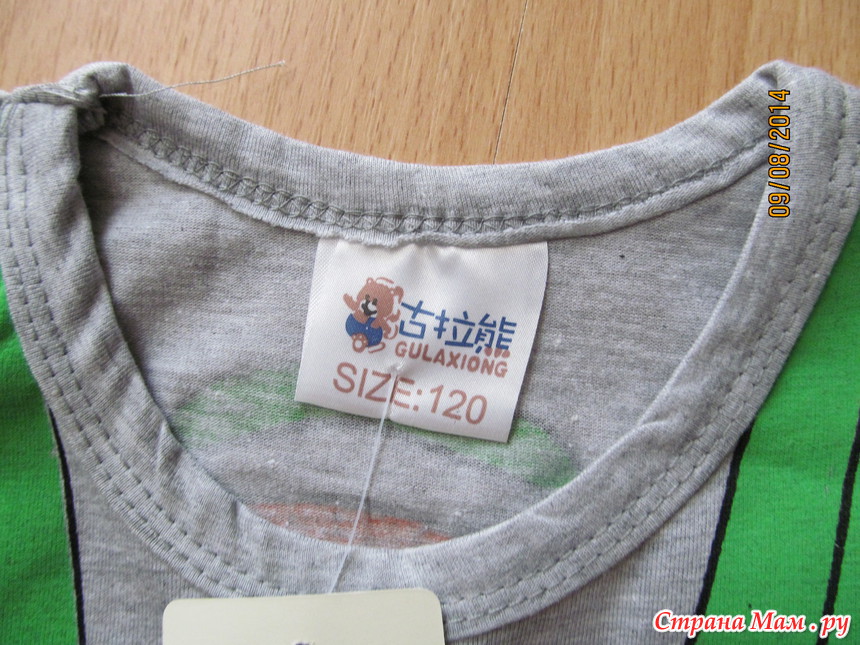 09/08/2014
古拉熊
GULAXIONG
SIZE:120
Страна Мам.ру